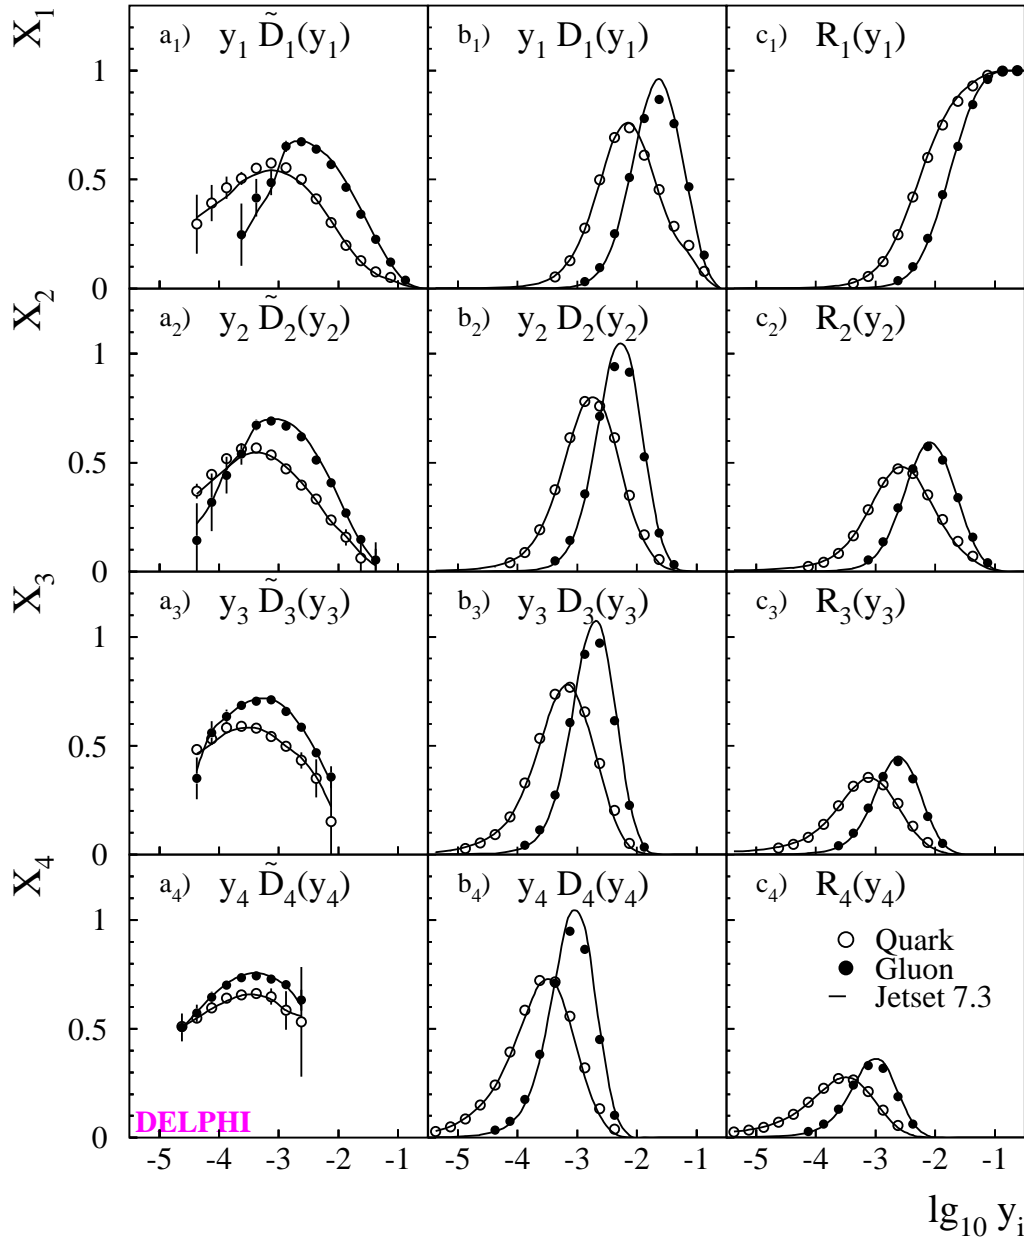 X₁
a₁) y₁ D̃₁(y₁)
b₁) y₁ D₁(y₁)
c₁) R₁(y₁)
1
0.5
0
X₂
a₂) y₂ D̃₂(y₂)
b₂) y₂ D₂(y₂)
c₂) R₂(y₂)
1
0.5
0
X₃
a₃) y₃ D̃₃(y₃)
b₃) y₃ D₃(y₃)
c₃) R₃(y₃)
1
0.5
0
X₄
a₄) y₄ D̃₄(y₄)
b₄) y₄ D₄(y₄)
c₄) R₄(y₄)
1
0.5
0
Quark
Gluon
Jetset 7.3
DELPHI
-5 -4 -3 -2 -1 -5 -4 -3 -2 -1 -5 -4 -3 -2 -1
lg₁₀ yᵢ